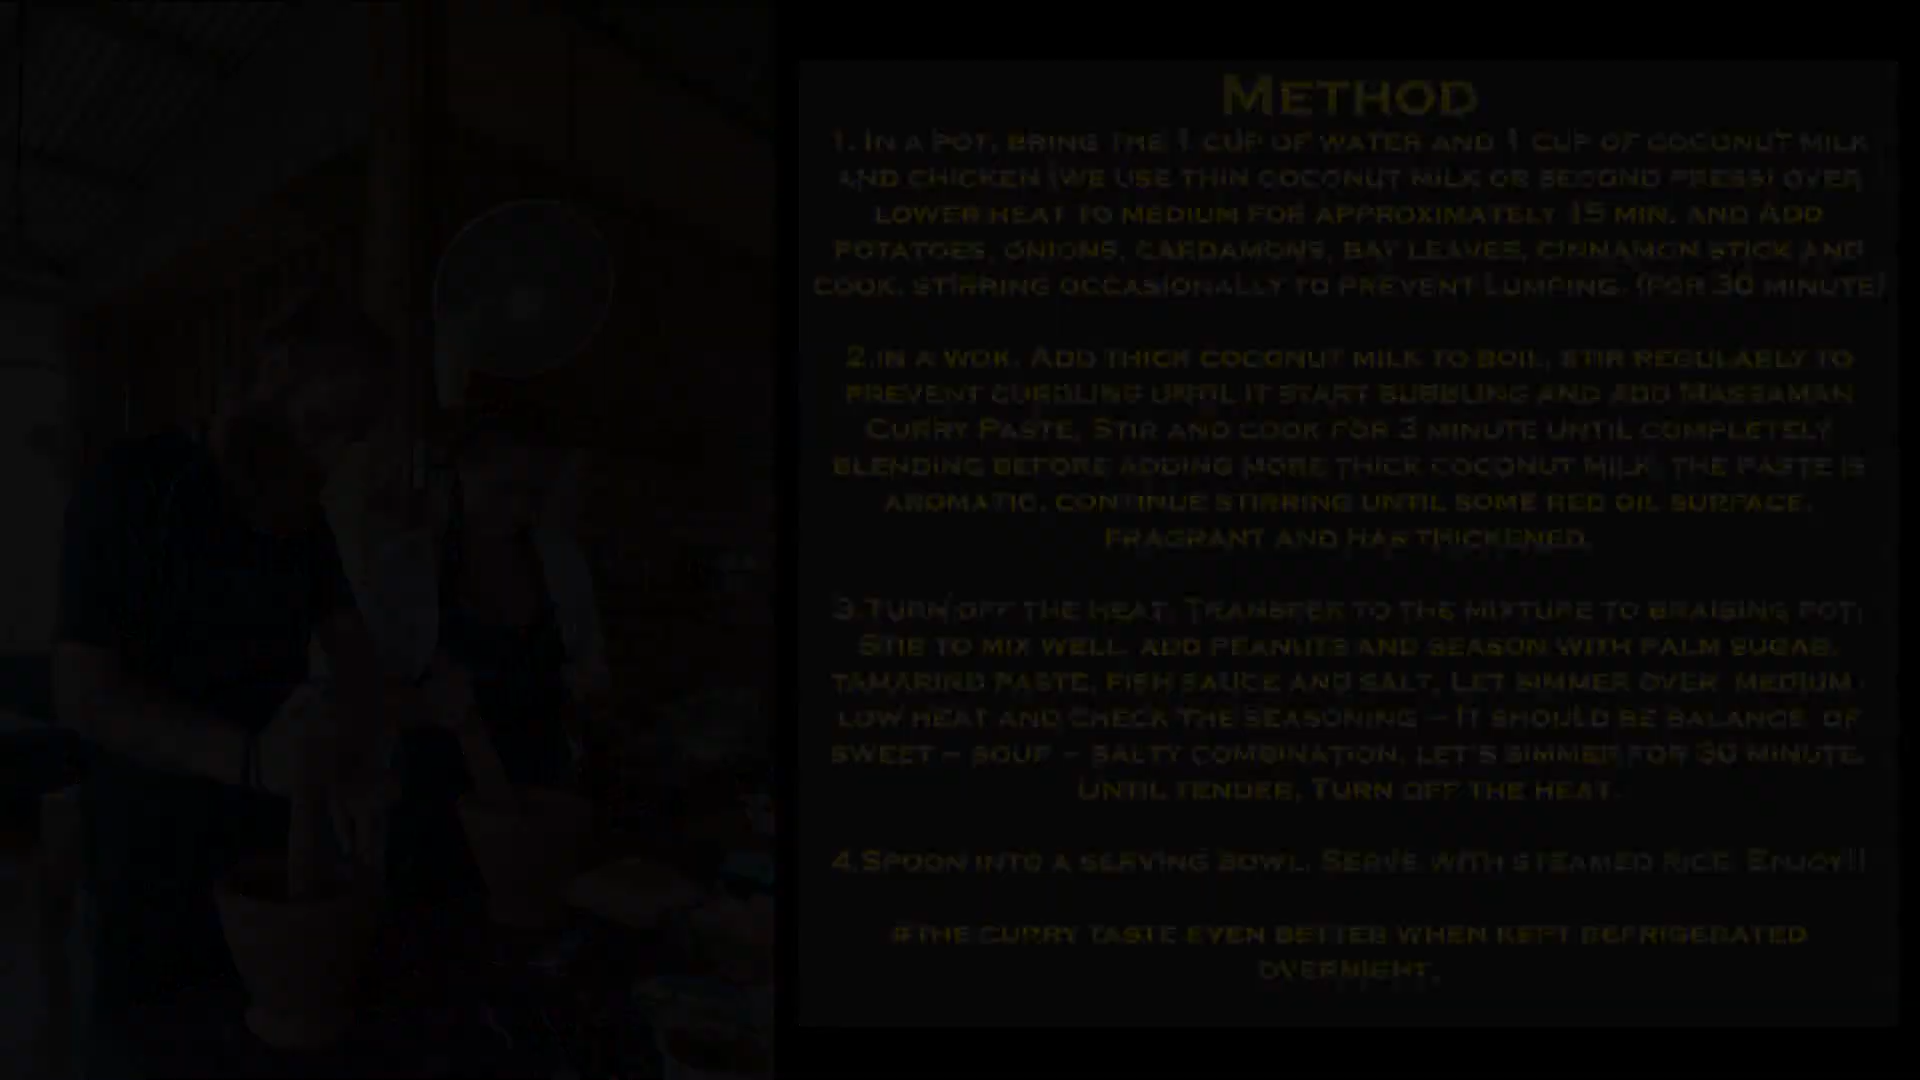 Method
1. In a pot, bring the 1 cup of water and 1 cup of coconut milk
and chicken (we use thin coconut milk or second press) over
lower heat to medium for approximately 15 min. and Add
potatoes, onions, cardamons, bay leaves, cinnamon stick and
cook, stirring occasionally to prevent Lumping. (for 30 minute)
2.in a wok, Add thick coconut milk to boil, stir regularly to
prevent curdling until it start bubbling and add Massaman
Curry Paste, Stir and cook for 3 minute until completely
blending before adding more thick coconut milk, the paste is
aromatic, continue stirring until some red oil surface,
fragrant and has thickened.
3.Turn off the heat, Transfer to the mixture to braising pot;
Stir to mix well, add peanuts and season with palm sugar,
tamarind paste, fish sauce and salt, Let simmer over medium -
low heat and check the seasoning – It should be balance of
sweet – sour – salty combination, let's simmer for 30 minute,
Until tender, Turn off the heat.
4.Spoon into a serving bowl, Serve with steamed rice, Enjoy!!
#The curry taste even better when kept refrigerated
overnight.